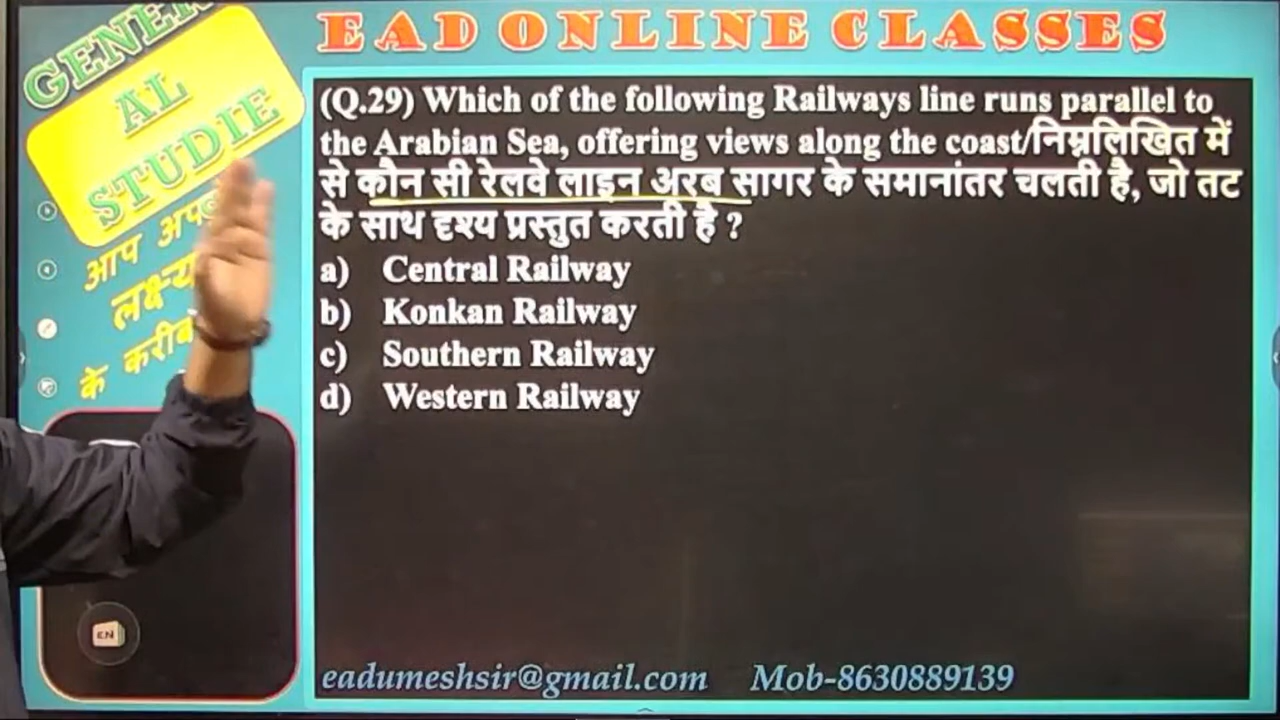 EAD ONLINE CLASSES
GENER
AL
STUDIE
आप
लक्ष्य
के करीब
(Q.29) Which of the following Railways line runs parallel to
the Arabian Sea, offering views along the coast/निम्नलिखित में
से कौन सी रेलवे लाइन अरब सागर के समानांतर चलती है, जो तट
के साथ दृश्य प्रस्तुत करती है ?
a) Central Railway
b) Konkan Railway
c) Southern Railway
d) Western Railway
EN
eadumeshsir@gmail.com Mob-8630889139